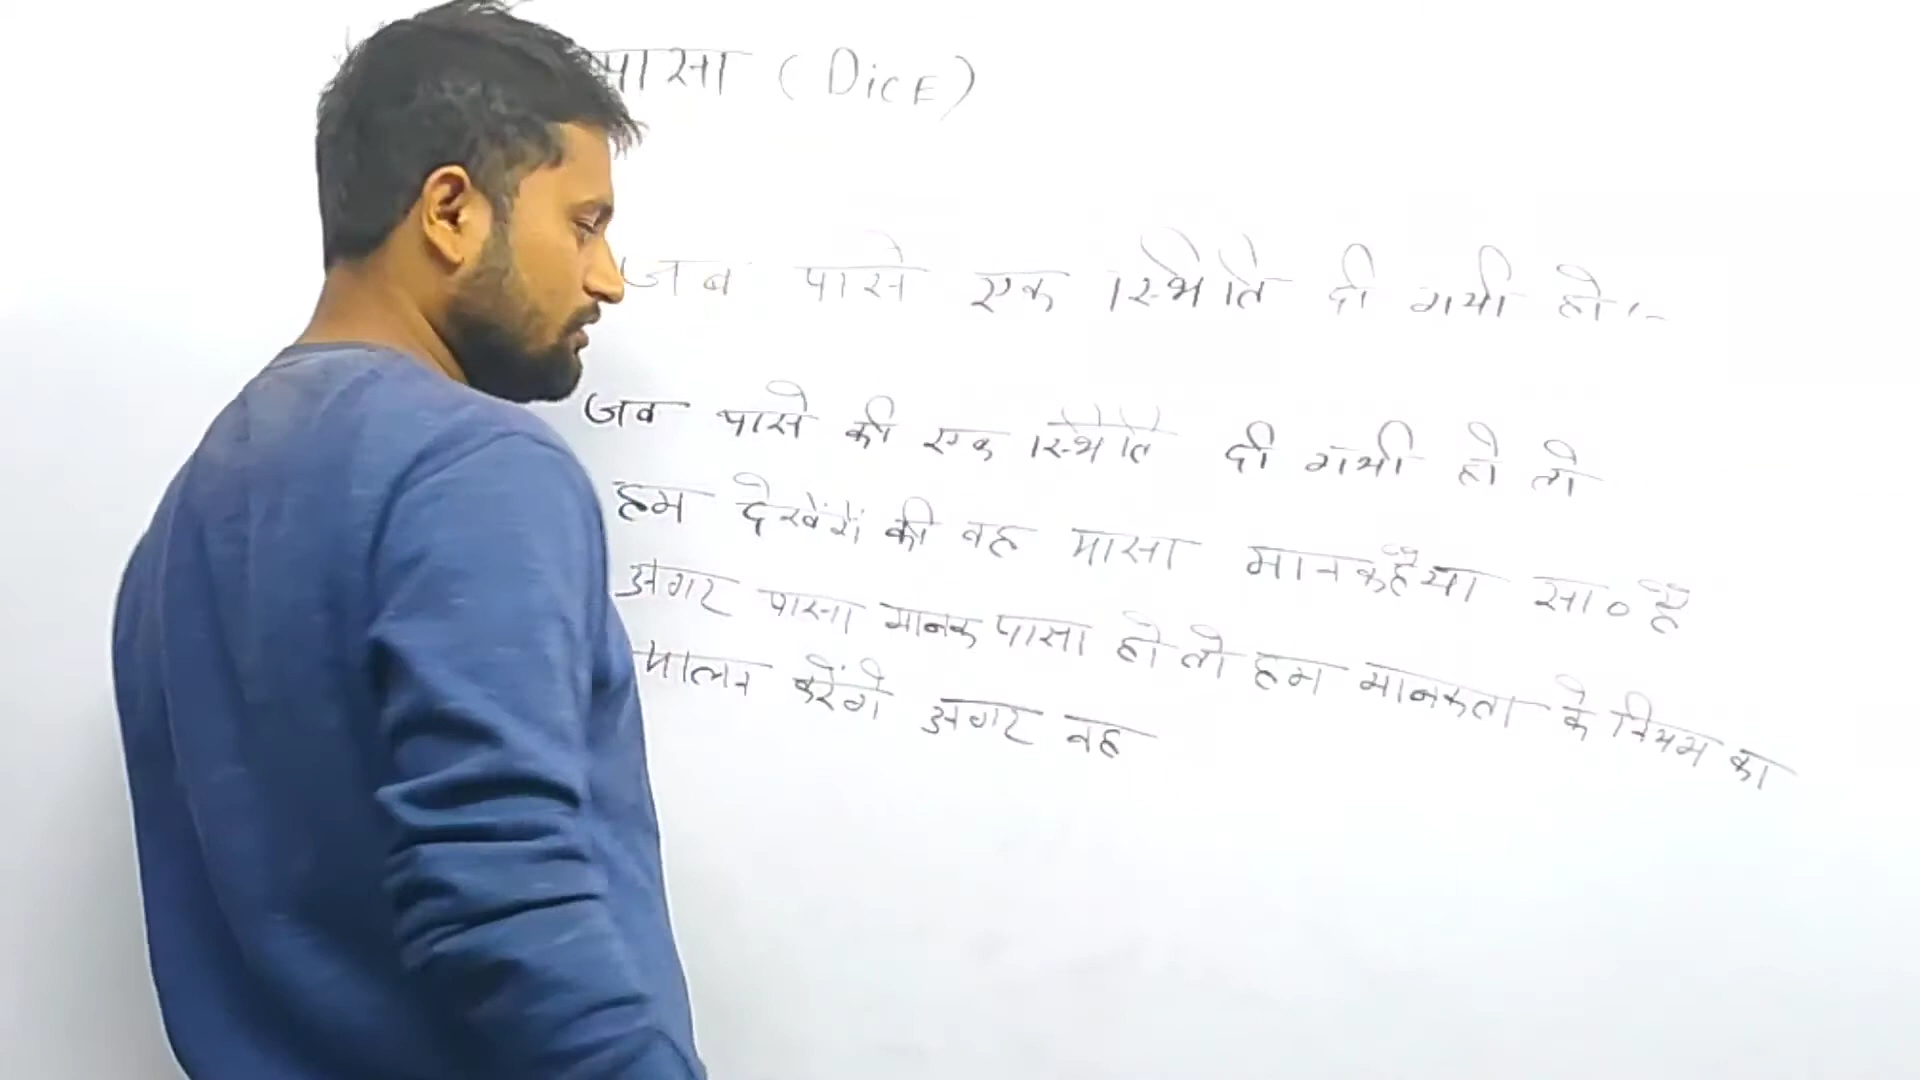 पासा ( DicE )
जब पासे एक स्थिति दी गयी हो :-
जब पासे की एक स्थिति दी गयी हो तो
हम देखेंगें की वह पासा मानक है या सा० है
अगर पासा मानक पासा हो तो हम मानकता के नियम का
पालन करेंगे अगर वह